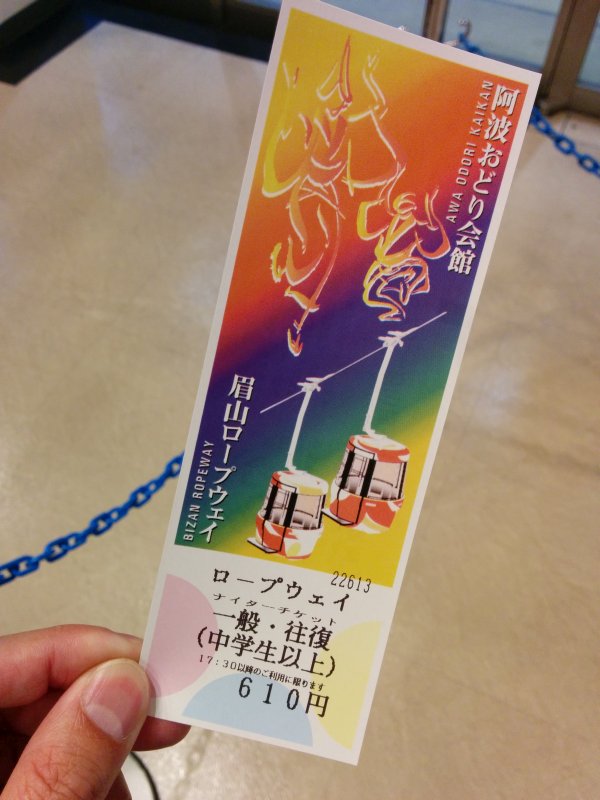 阿波おどり会館
AWA ODORI KAIKAN
眉山ロープウェイ
BIZAN ROPEWAY
22613
ロープウェイ
ナイターチケット
一般・往復
(中学生以上)
17:30以降のご利用に限ります
610円